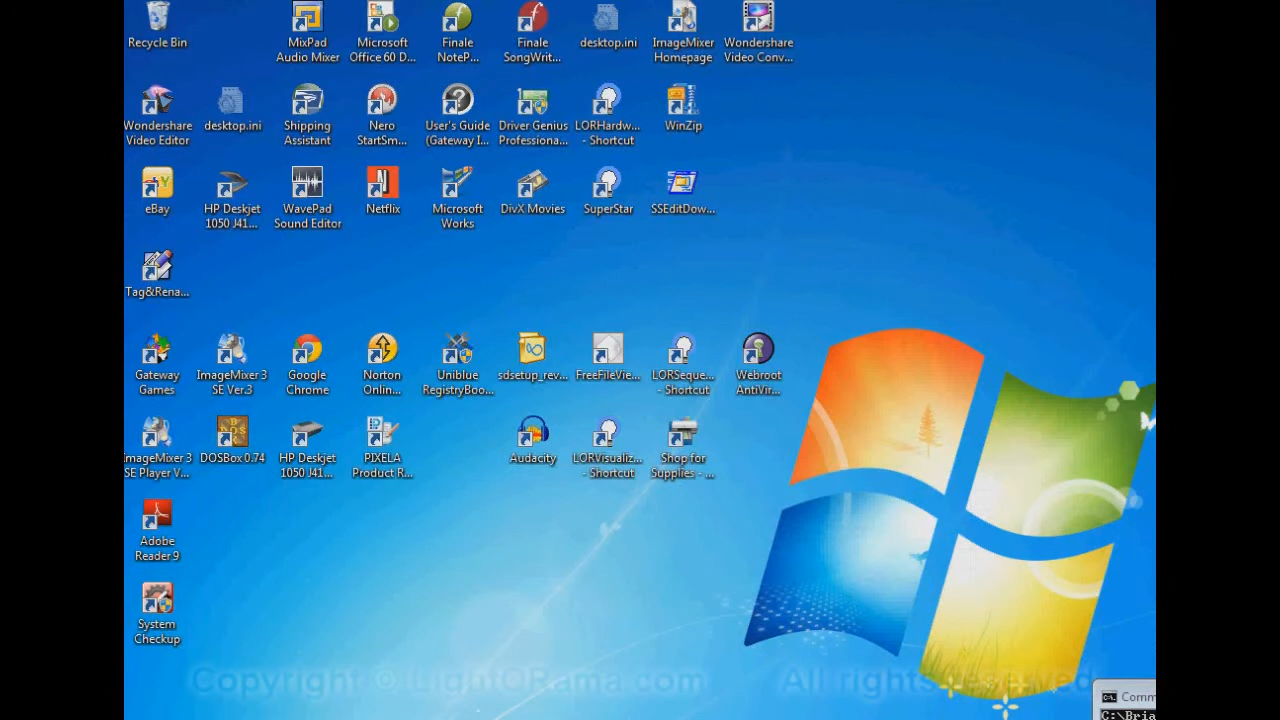 Recycle Bin
MixPad
Audio Mixer
Microsoft
Office 60 D...
Finale
NoteP...
Finale
SongWrit...
desktop.ini
ImageMixer
Homepage
Wondershare
Video Conv...
Wondershare
Video Editor
desktop.ini
Shipping
Assistant
Nero
StartSm...
User's Guide
(Gateway I...
Driver Genius
Professiona...
LORHardw...
- Shortcut
WinZip
eBay
HP Deskjet
1050 J41...
WavePad
Sound Editor
Netflix
Microsoft
Works
DivX Movies
SuperStar
SSEditDow...
Tag&Rena...
Gateway
Games
ImageMixer 3
SE Ver.3
Google
Chrome
Norton
Onlin...
Uniblue
RegistryBoo...
sdsetup_rev...
FreeFileVie...
LORSeque...
- Shortcut
Webroot
AntiVir...
ImageMixer 3
SE Player V...
DOSBox 0.74
HP Deskjet
1050 J41...
PIXELA
Product R...
Audacity
LORVisualiz...
- Shortcut
Shop for
Supplies - ...
Adobe
Reader 9
System
Checkup
Copyright © LightORama.com All rights reserved
Comm
C:\Bria